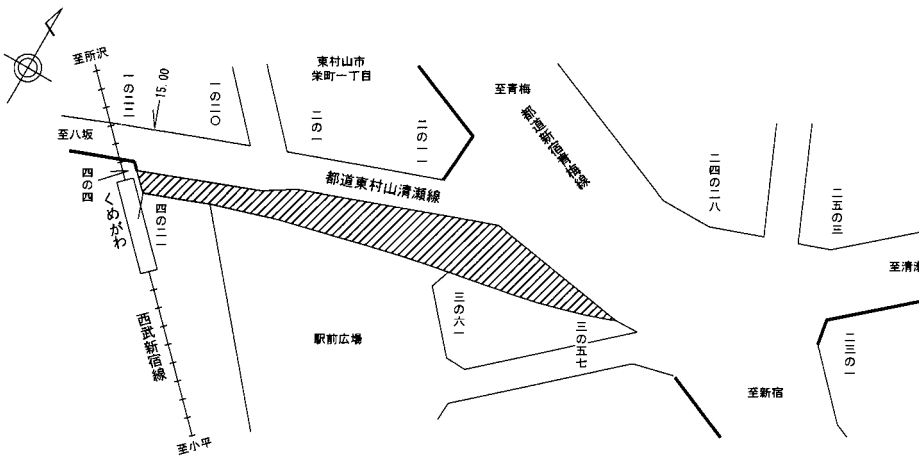 至所沢
一の二二
15.00
一の二〇
東村山市
栄町一丁目
二の一
二の一一
至青梅
都道新宿青梅線
二四の二八
二五の三
至清瀬
至八坂
四の四
くめがわ
四の二一
都道東村山清瀬線
西武新宿線
駅前広場
三の六一
三の五七
二三の一
至新宿
至小平